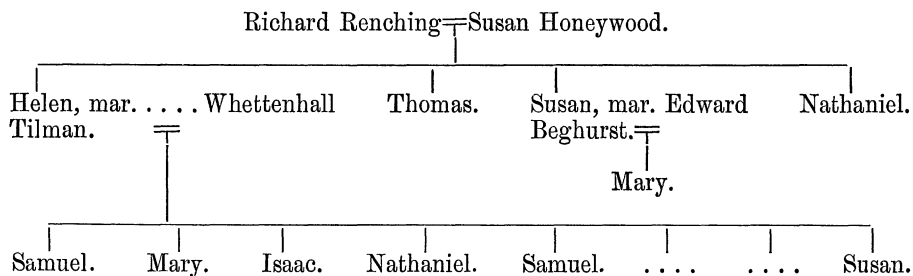 Richard Renching=Susan Honeywood.
Helen, mar. . . . . . Whettenhall Thomas. Susan, mar. Edward Nathaniel.
Tilman. Beghurst.
Mary.
Samuel. Mary. Isaac. Nathaniel. Samuel. . . . . . . . . Susan.